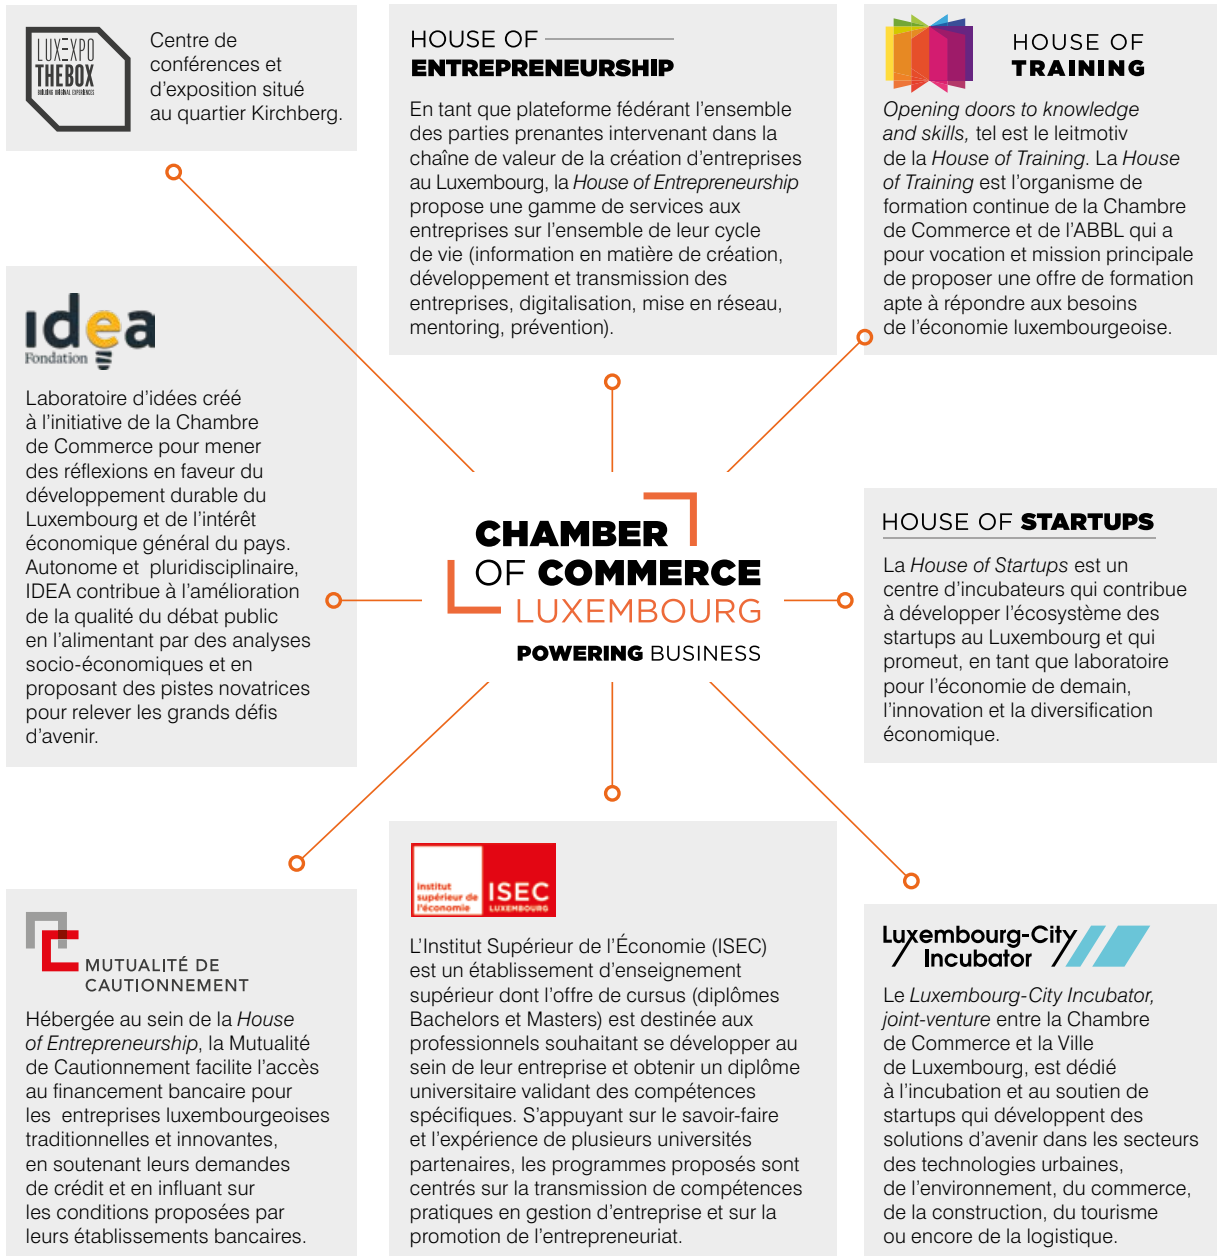 LUXEXPO
THEBOX
BUILDING ORIGINAL EXPERIENCES
Centre de
conférences et
d'exposition situé
au quartier Kirchberg.
HOUSE OF
ENTREPRENEURSHIP
En tant que plateforme fédérant l'ensemble
des parties prenantes intervenant dans la
chaîne de valeur de la création d'entreprises
au Luxembourg, la House of Entrepreneurship
propose une gamme de services aux
entreprises sur l'ensemble de leur cycle
de vie (information en matière de création,
développement et transmission des
entreprises, digitalisation, mise en réseau,
mentoring, prévention).
HOUSE OF
TRAINING
Opening doors to knowledge
and skills, tel est le leitmotiv
de la House of Training. La House
of Training est l'organisme de
formation continue de la Chambre
de Commerce et de l'ABBL qui a
pour vocation et mission principale
de proposer une offre de formation
apte à répondre aux besoins
de l'économie luxembourgeoise.
idea
Fondation
Laboratoire d'idées créé
à l'initiative de la Chambre
de Commerce pour mener
des réflexions en faveur du
développement durable du
Luxembourg et de l'intérêt
économique général du pays.
Autonome et pluridisciplinaire,
IDEA contribue à l'amélioration
de la qualité du débat public
en l'alimentant par des analyses
socio-économiques et en
proposant des pistes novatrices
pour relever les grands défis
d'avenir.
CHAMBER
OF COMMERCE
LUXEMBOURG
POWERING BUSINESS
HOUSE OF STARTUPS
La House of Startups est un
centre d'incubateurs qui contribue
à développer l'écosystème des
startups au Luxembourg et qui
promeut, en tant que laboratoire
pour l'économie de demain,
l'innovation et la diversification
économique.
MUTUALITÉ DE
CAUTIONNEMENT
Hébergée au sein de la House
of Entrepreneurship, la Mutualité
de Cautionnement facilite l'accès
au financement bancaire pour
les entreprises luxembourgeoises
traditionnelles et innovantes,
en soutenant leurs demandes
de crédit et en influant sur
les conditions proposées par
leurs établissements bancaires.
institut
supérieur de
l'économie
ISEC
LUXEMBOURG
L'Institut Supérieur de l'Économie (ISEC)
est un établissement d'enseignement
supérieur dont l'offre de cursus (diplômes
Bachelors et Masters) est destinée aux
professionnels souhaitant se développer au
sein de leur entreprise et obtenir un diplôme
universitaire validant des compétences
spécifiques. S'appuyant sur le savoir-faire
et l'expérience de plusieurs universités
partenaires, les programmes proposés sont
centrés sur la transmission de compétences
pratiques en gestion d'entreprise et sur la
promotion de l'entrepreneuriat.
Luxembourg-City
Incubator
Le Luxembourg-City Incubator,
joint-venture entre la Chambre
de Commerce et la Ville
de Luxembourg, est dédié
à l'incubation et au soutien de
startups qui développent des
solutions d'avenir dans les secteurs
des technologies urbaines,
de l'environnement, du commerce,
de la construction, du tourisme
ou encore de la logistique.